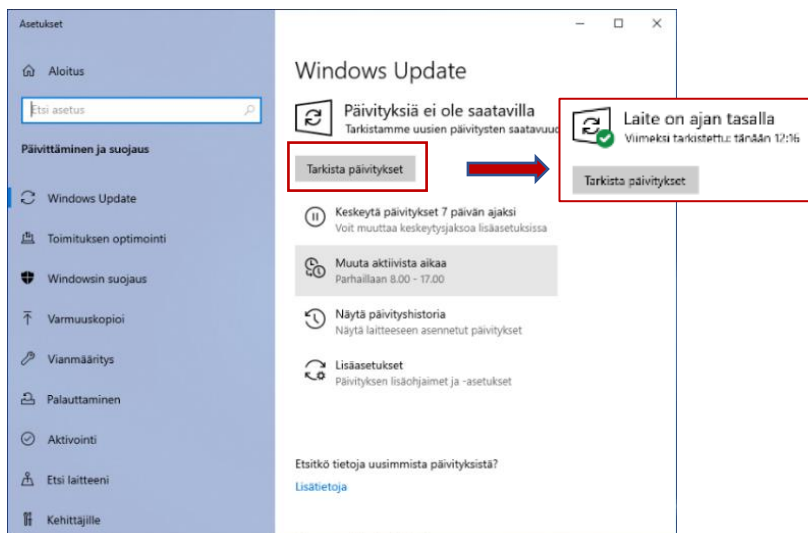 Asetukset
Aloitus
Etsi asetus
Päivittäminen ja suojaus
Windows Update
Toimituksen optimointi
Windowsin suojaus
Varmuuskopioi
Vianmääritys
Palauttaminen
Aktivointi
Etsi laitteeni
Kehittäjille
Windows Update
Päivityksiä ei ole saatavilla
Tarkistamme uusien päivitysten
Tarkista päivitykset
Laite on ajan tasalla
Viimeksi tarkistettu: tänään 12:16
Tarkista päivitykset
Keskeytä päivitykset 7 päivän ajaksi
Voit muuttaa keskeytysjaksoa lisäasetuksissa
Muuta aktiivista aikaa
Parhaillaan 8.00 - 17.00
Näytä päivityshistoria
Näytä laitteeseen asennetut päivitykset
Lisäasetukset
Päivityksen lisäohjaimet ja -asetukset
Etsitkö tietoja uusimmista päivityksistä?
Lisätietoja